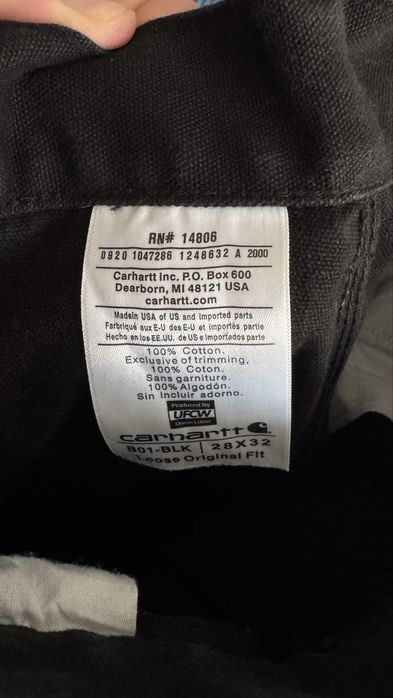 RN# 14806
0920 1047286 1248632 A 2000
Carhartt Inc. P.O. Box 600
Dearborn, MI 48121 USA
carhartt.com
Madein USA of US and imported parts
Fabriqué aux E-U des E-U et importés partie
Hecho en los EE.UU. de US e importados parte
100% Cotton.
Exclusive of trimming.
100% Coton.
Sans garniture.
100% Algodón.
Sin incluir adorno.
Produced By
UFCW
Union Labor
carhartt
B01-BLK | 28X32
Loose Original Fit